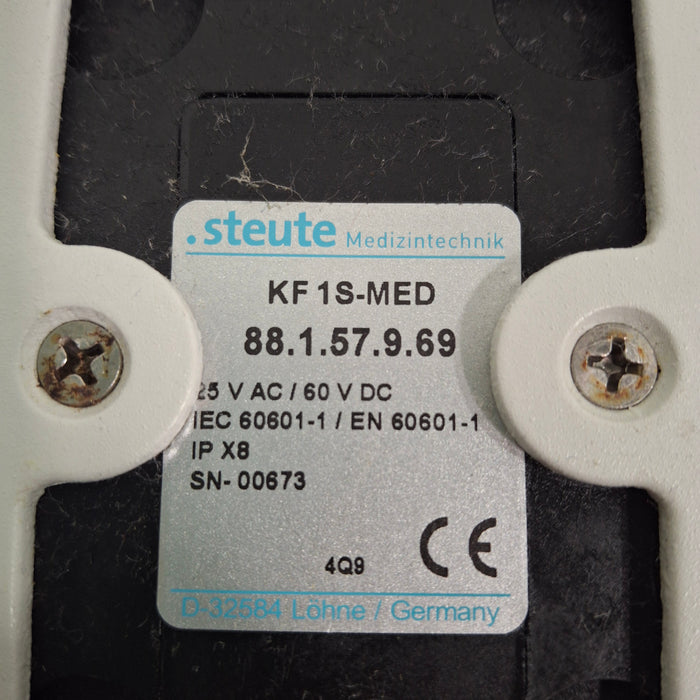 .steute Medizintechnik
KF 1S-MED
88.1.57.9.69
25 V AC / 60 V DC
IEC 60601-1 / EN 60601-1
IP X8
SN- 00673
4Q9 CE
D-32584 Löhne / Germany